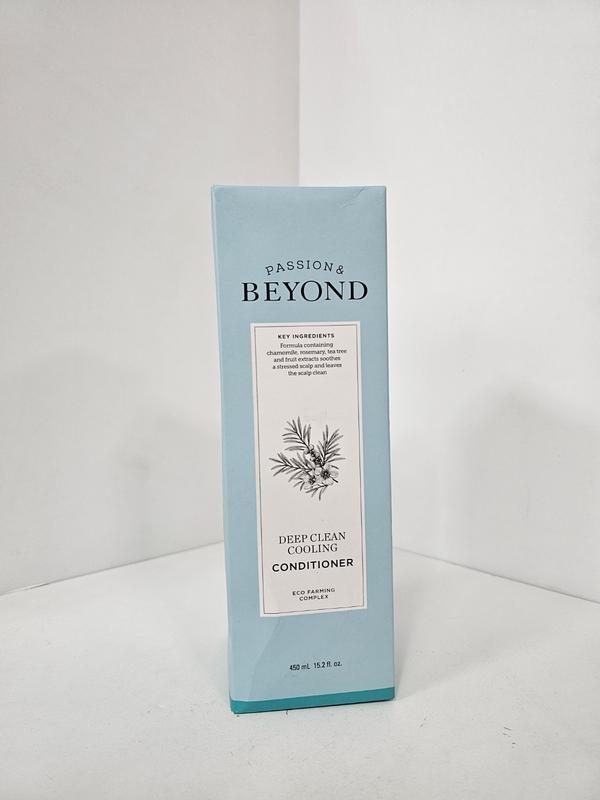 PASSION &
BEYOND
KEY INGREDIENTS
Formula containing
chamomile, rosemary, tea tree
and fruit extracts soothes
a stressed scalp and leaves
the scalp clean
DEEP CLEAN
COOLING
CONDITIONER
ECO FARMING
COMPLEX
450 mL 15.2 fl. oz.